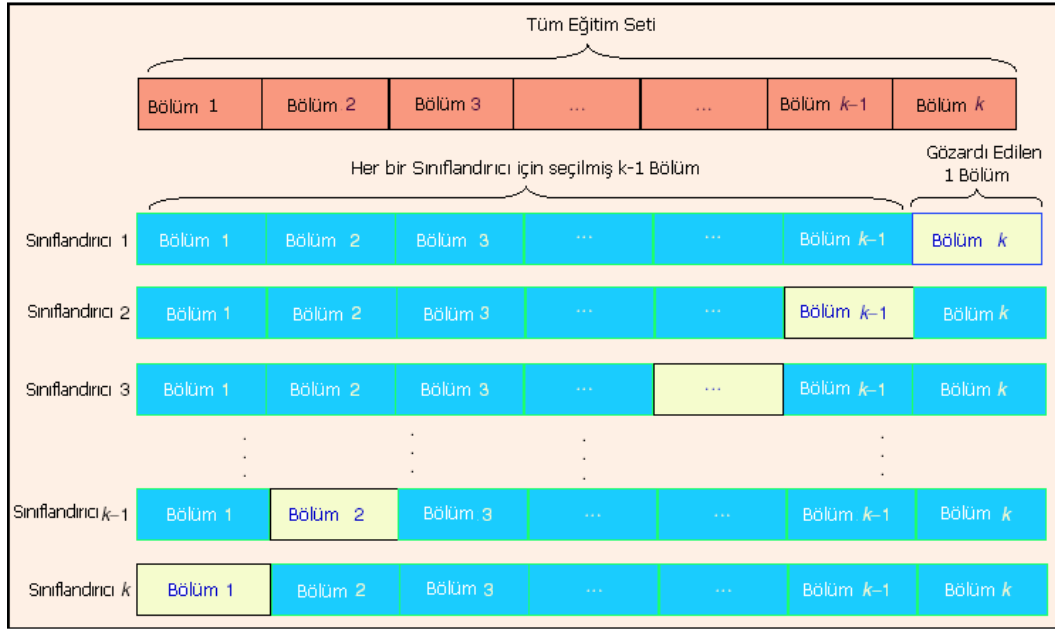 Tüm Eğitim Seti
Bölüm 1 Bölüm 2 Bölüm 3 ... ... Bölüm k–1 Bölüm k
Her bir Sınıflandırıcı için seçilmiş k-1 Bölüm
Gözardı Edilen
1 Bölüm
Sınıflandırıcı 1 Bölüm 1 Bölüm 2 Bölüm 3 ... ... Bölüm k–1 Bölüm k
Sınıflandırıcı 2 Bölüm 1 Bölüm 2 Bölüm 3 ... ... Bölüm k–1 Bölüm k
Sınıflandırıcı 3 Bölüm 1 Bölüm 2 Bölüm 3 ... ... Bölüm k–1 Bölüm k
Sınıflandırıcı k–1 Bölüm 1 Bölüm 2 Bölüm 3 ... ... Bölüm k–1 Bölüm k
Sınıflandırıcı k Bölüm 1 Bölüm 2 Bölüm 3 ... ... Bölüm k–1 Bölüm k